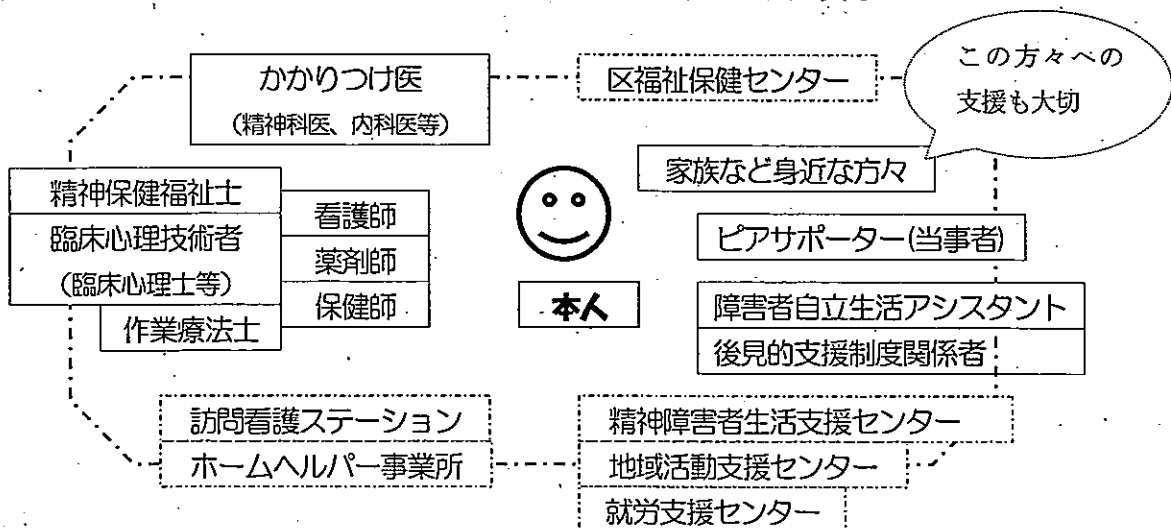 かかりつけ医
(精神科医、内科医等)
区福祉保健センター
この方々への
支援も大切
家族など身近な方々
精神保健福祉士
臨床心理技術者
(臨床心理士等)
作業療法士
看護師
薬剤師
保健師
本人
ピアサポーター(当事者)
障害者自立生活アシスタント
後見的支援制度関係者
訪問看護ステーション
ホームヘルパー事業所
精神障害者生活支援センター
地域活動支援センター
就労支援センター